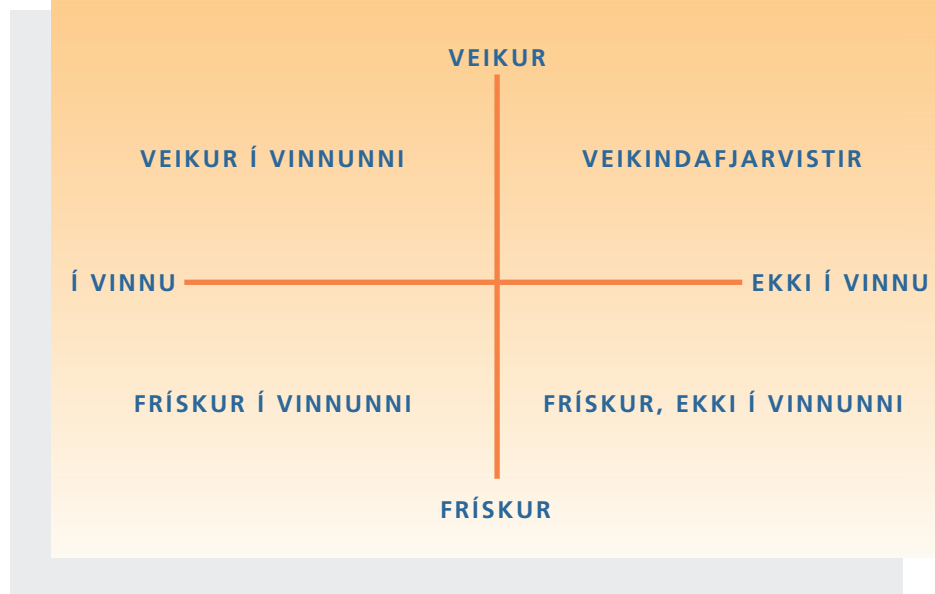 VEIKUR
VEIKUR Í VINNUNNI
VEIKINDAFJARVISTIR
Í VINNU
EKKI Í VINNU
FRÍSKUR Í VINNUNNI
FRÍSKUR, EKKI Í VINNUNNI
FRÍSKUR